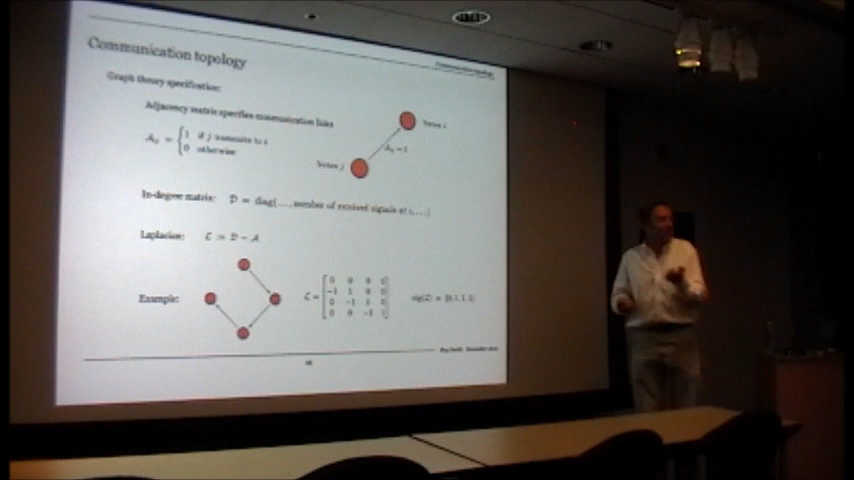 Communication topology
Communication topology
Graph theory specification:
Adjacency matrix specifies communication links
A_ij = { 1 if j transmits to i
0 otherwise
Vertex i
A_ij = 1
Vertex j
In-degree matrix: D = diag(..., number of received signals at i, ...)
Laplacian: L := D − A
Example:
L = [ 0 0 0 0
−1 1 0 0
0 −1 1 0
0 0 −1 1 ]
eig(L) = {0, 1, 1, 1}